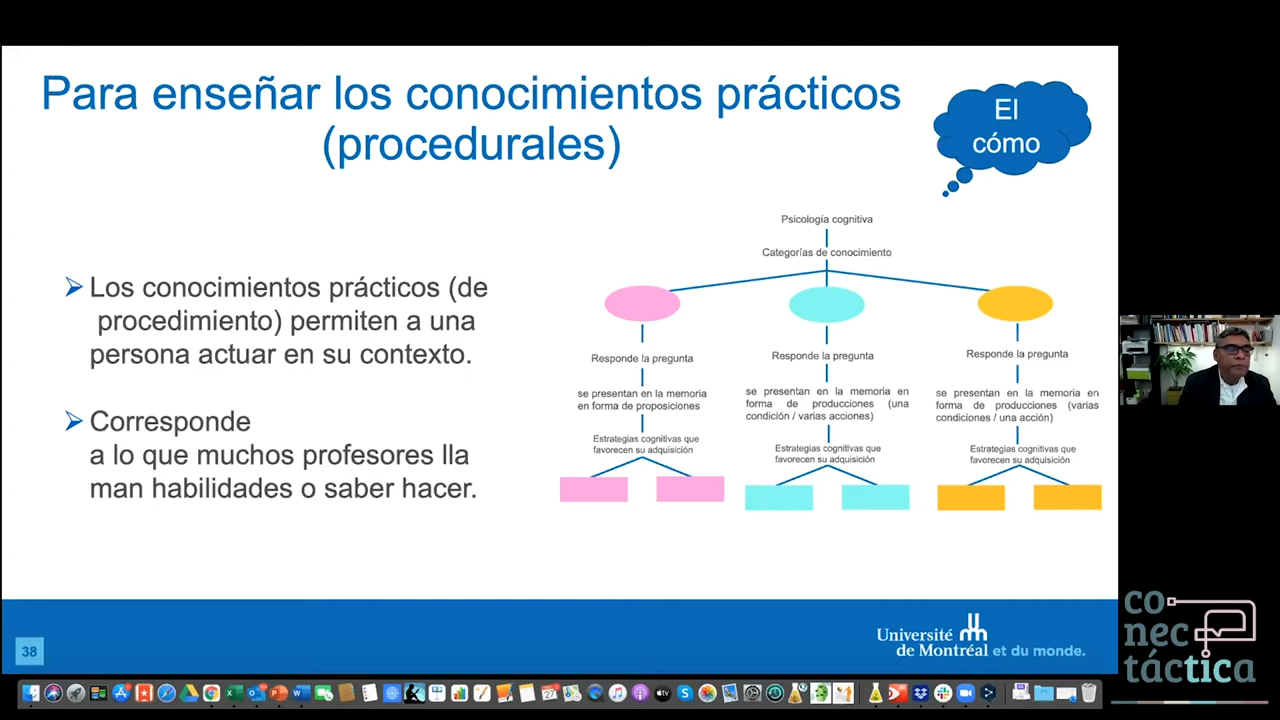 Para enseñar los conocimientos prácticos
(procedurales)
El
cómo
Los conocimientos prácticos (de
procedimiento) permiten a una
persona actuar en su contexto.
Corresponde
a lo que muchos profesores lla
man habilidades o saber hacer.
Psicología cognitiva
Categorías de conocimiento
Responde la pregunta
se presentan en la memoria
en forma de proposiciones
Estrategias cognitivas que
favorecen su adquisición
Responde la pregunta
se presentan en la memoria en
forma de producciones (una
condición / varias acciones)
Estrategias cognitivas que
favorecen su adquisición
Responde la pregunta
se presentan en la memoria en
forma de producciones (varias
condiciones / una acción)
Estrategias cognitivas que
favorecen su adquisición
38
Université
de Montréal et du monde.
co
nec
táctica